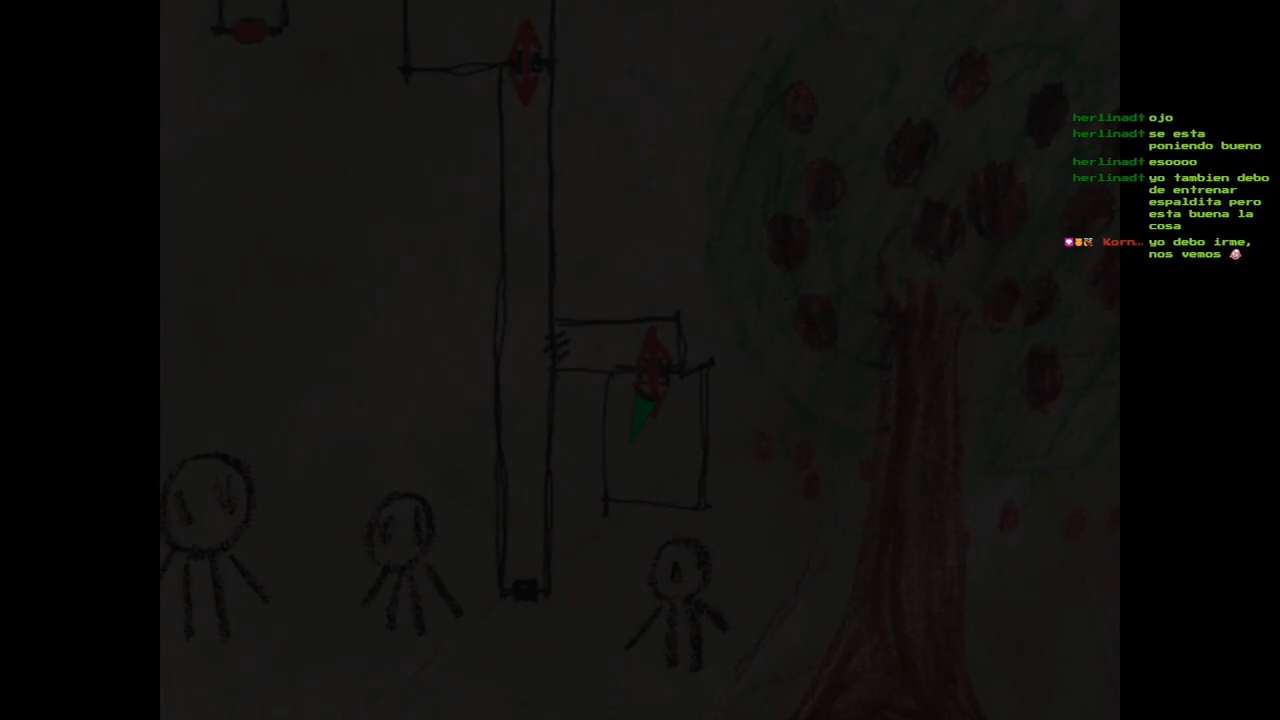 herlinadt ojo
herlinadt se esta
poniendo bueno
herlinadt esoooo
herlinadt yo tambien debo
de entrenar
espaldita pero
esta buena la
cosa
Korn… yo debo irme,
nos vemos